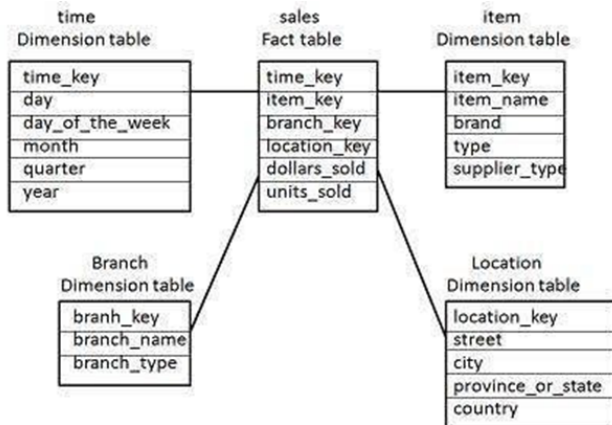 time
Dimension table
time_key
day
day_of_the_week
month
quarter
year
sales
Fact table
time_key
item_key
branch_key
location_key
dollars_sold
units_sold
item
Dimension table
item_key
item_name
brand
type
supplier_type
Branch
Dimension table
branh_key
branch_name
branch_type
Location
Dimension table
location_key
street
city
province_or_state
country